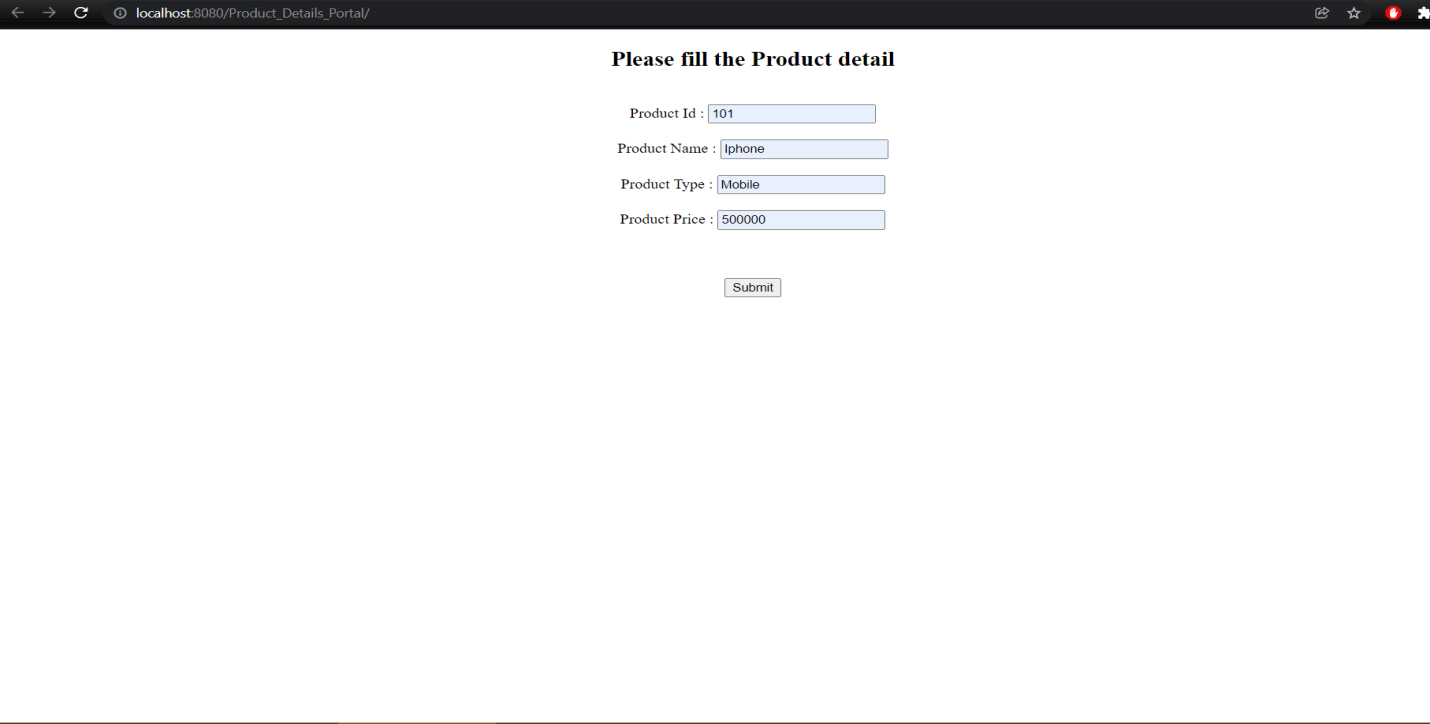 localhost:8080/Product_Details_Portal/
Please fill the Product detail
Product Id : 101
Product Name : Iphone
Product Type : Mobile
Product Price : 500000
Submit